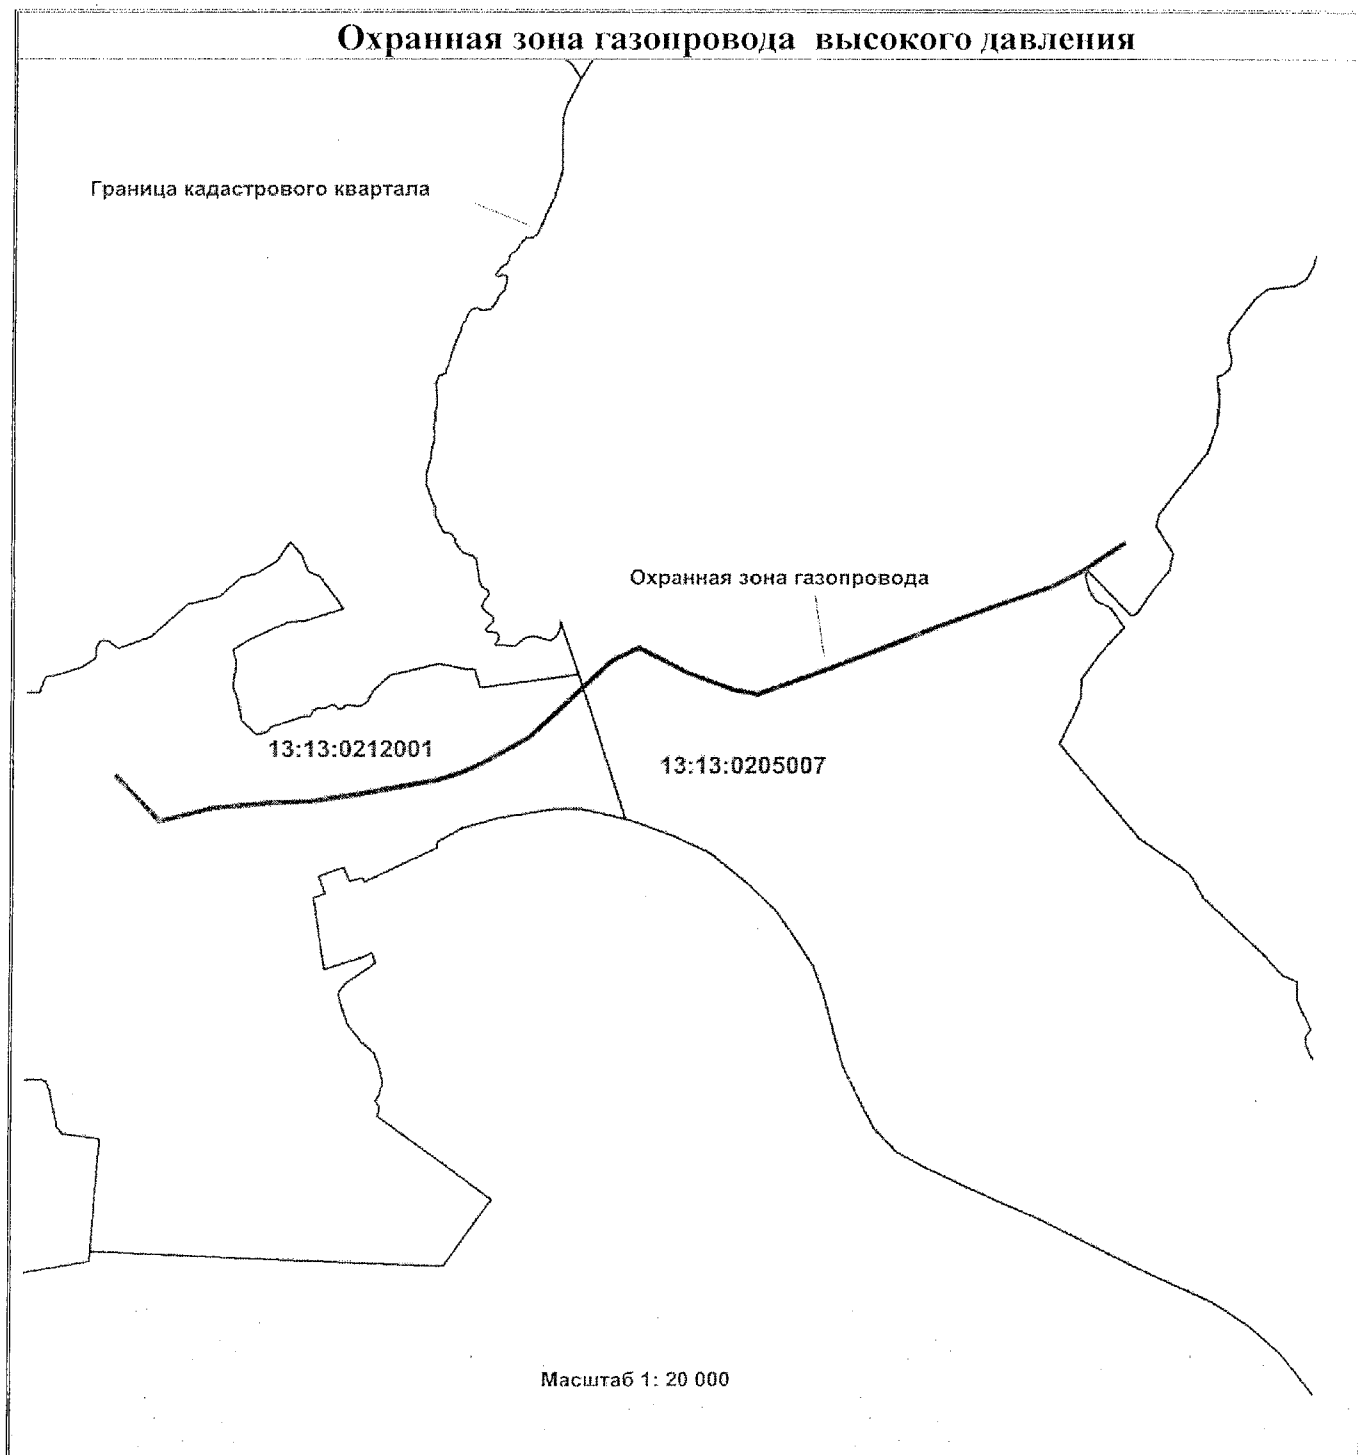 Охранная зона газопровода высокого давления
Граница кадастрового квартала
Охранная зона газопровода
13:13:0212001
13:13:0205007
Масштаб 1: 20 000